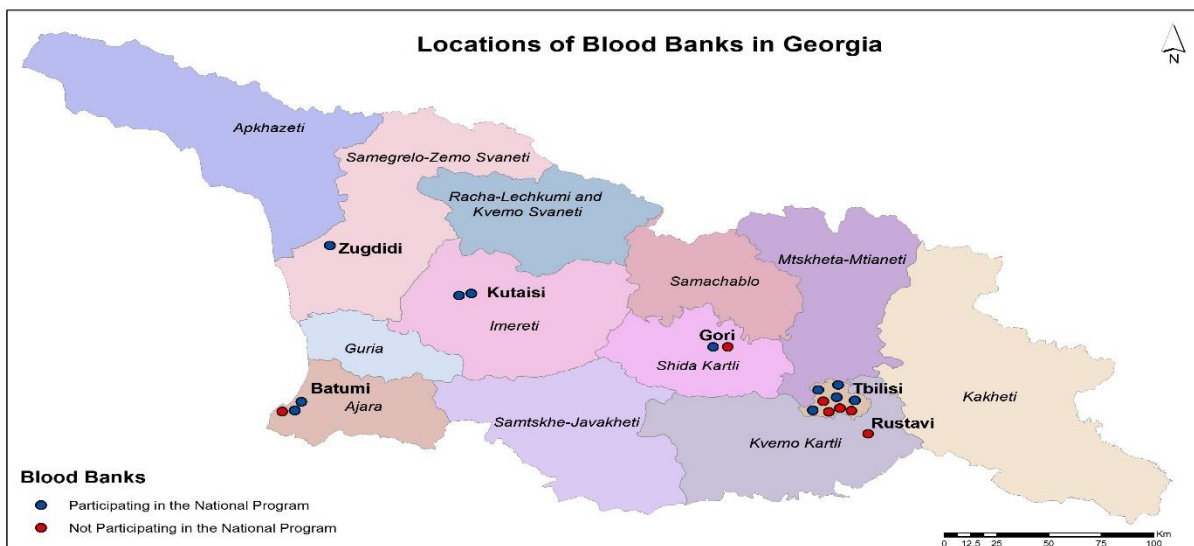 Locations of Blood Banks in Georgia
N
Apkhazeti
Samegrelo-Zemo Svaneti
Racha-Lechkumi and
Kvemo Svaneti
Mtskheta-Mtianeti
Zugdidi
Samachablo
Kutaisi
Imereti
Gori
Guria
Shida Kartli
Batumi
Ajara
Tbilisi
Kakheti
Samtskhe-Javakheti
Rustavi
Kvemo Kartli
Blood Banks
Participating in the National Program
Not Participating in the National Program
Km
0 12.5 25 50 75 100